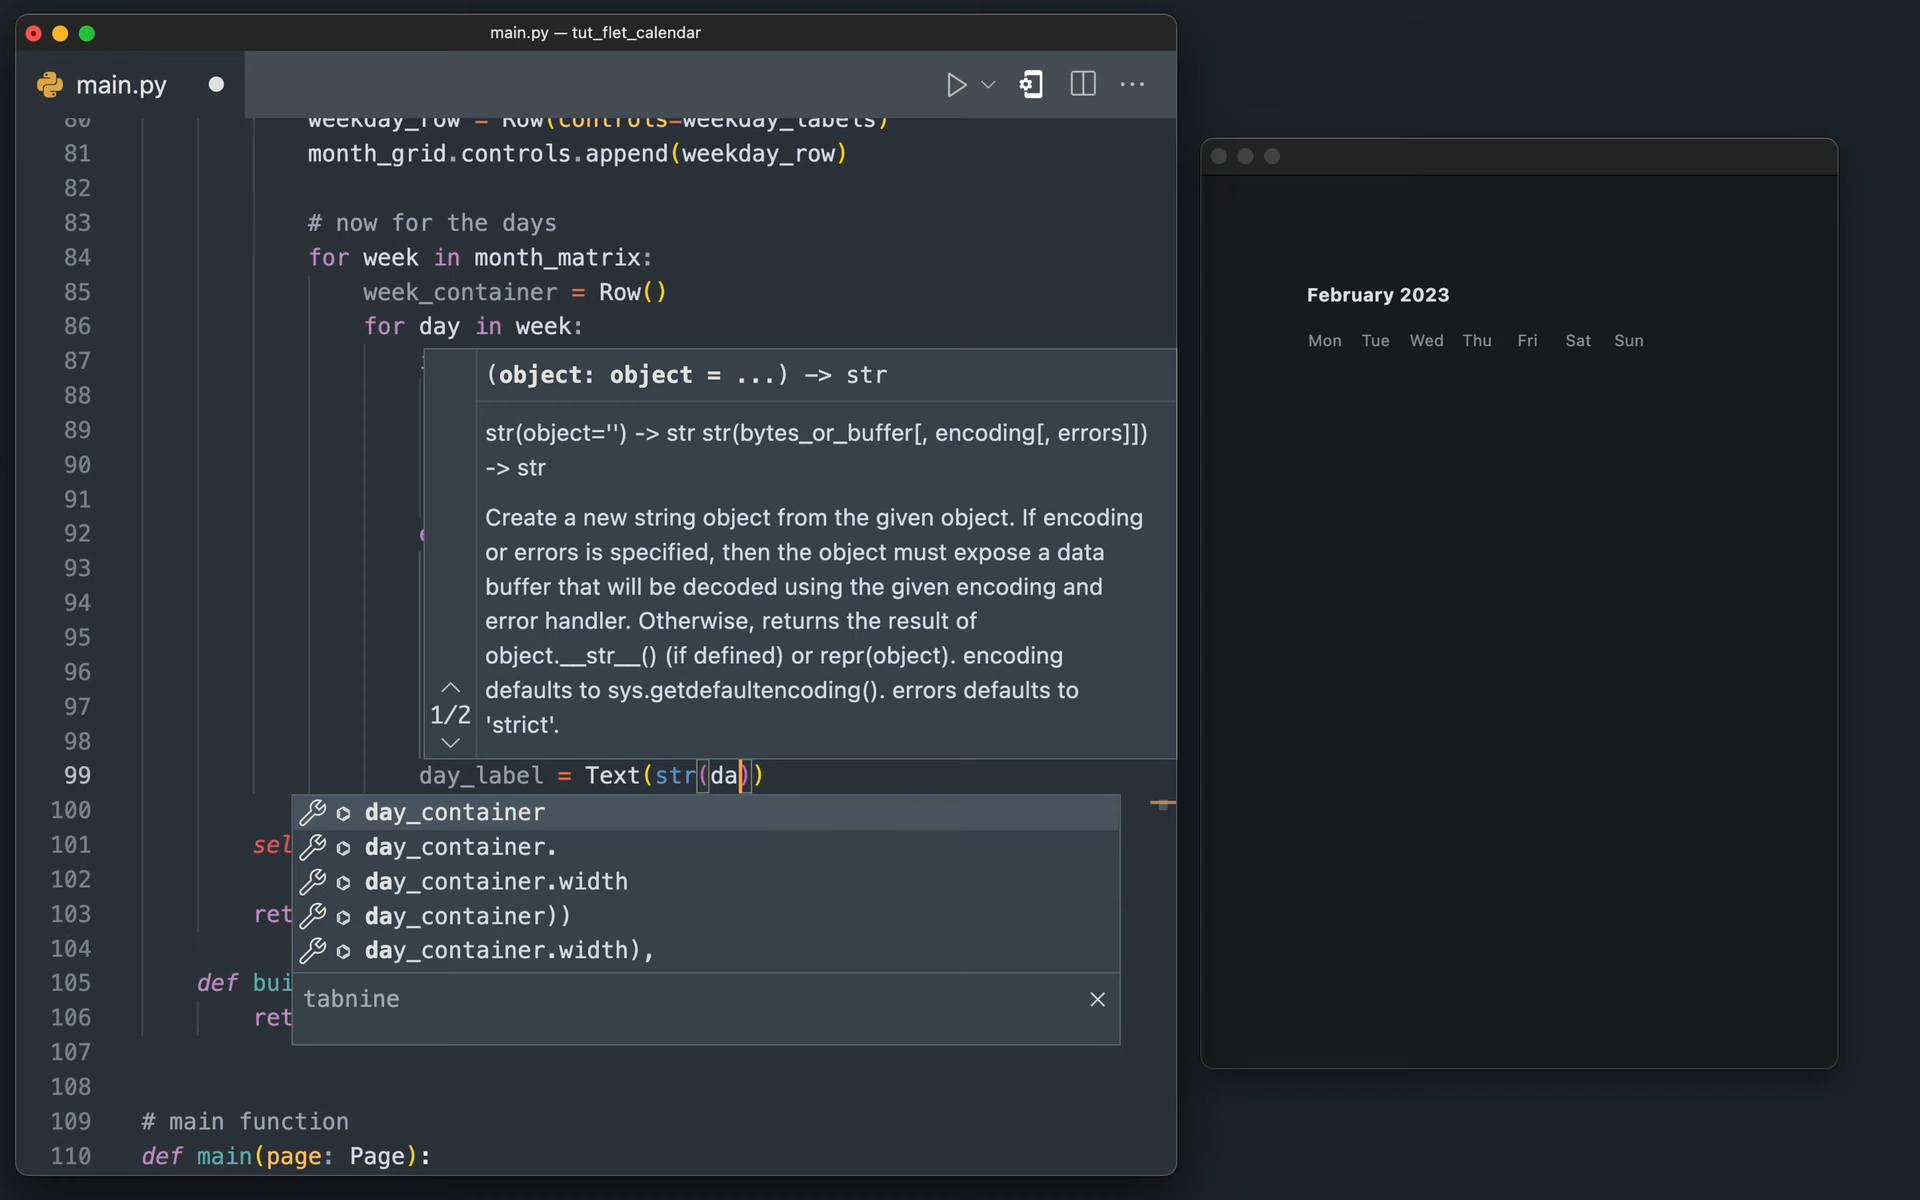 main.py — tut_flet_calendar
main.py
80 weekday_row = Row(controls=weekday_labels)
81 month_grid.controls.append(weekday_row)
82
83 # now for the days
84 for week in month_matrix:
85 week_container = Row()
86 for day in week:
87
88
89
90
91
92
93
94
95
96
97
98
(object: object = ...) -> str
str(object='') -> str str(bytes_or_buffer[, encoding[, errors]])
-> str
Create a new string object from the given object. If encoding
or errors is specified, then the object must expose a data
buffer that will be decoded using the given encoding and
error handler. Otherwise, returns the result of
object.__str__() (if defined) or repr(object). encoding
defaults to sys.getdefaultencoding(). errors defaults to
'strict'.
1/2
99 day_label = Text(str(da))
100
101 sel
102
103 ret
104
105 def bui
106 ret
day_container
day_container.
day_container.width
day_container))
day_container.width),
tabnine
107
108
109 # main function
110 def main(page: Page):
February 2023
Mon Tue Wed Thu Fri Sat Sun